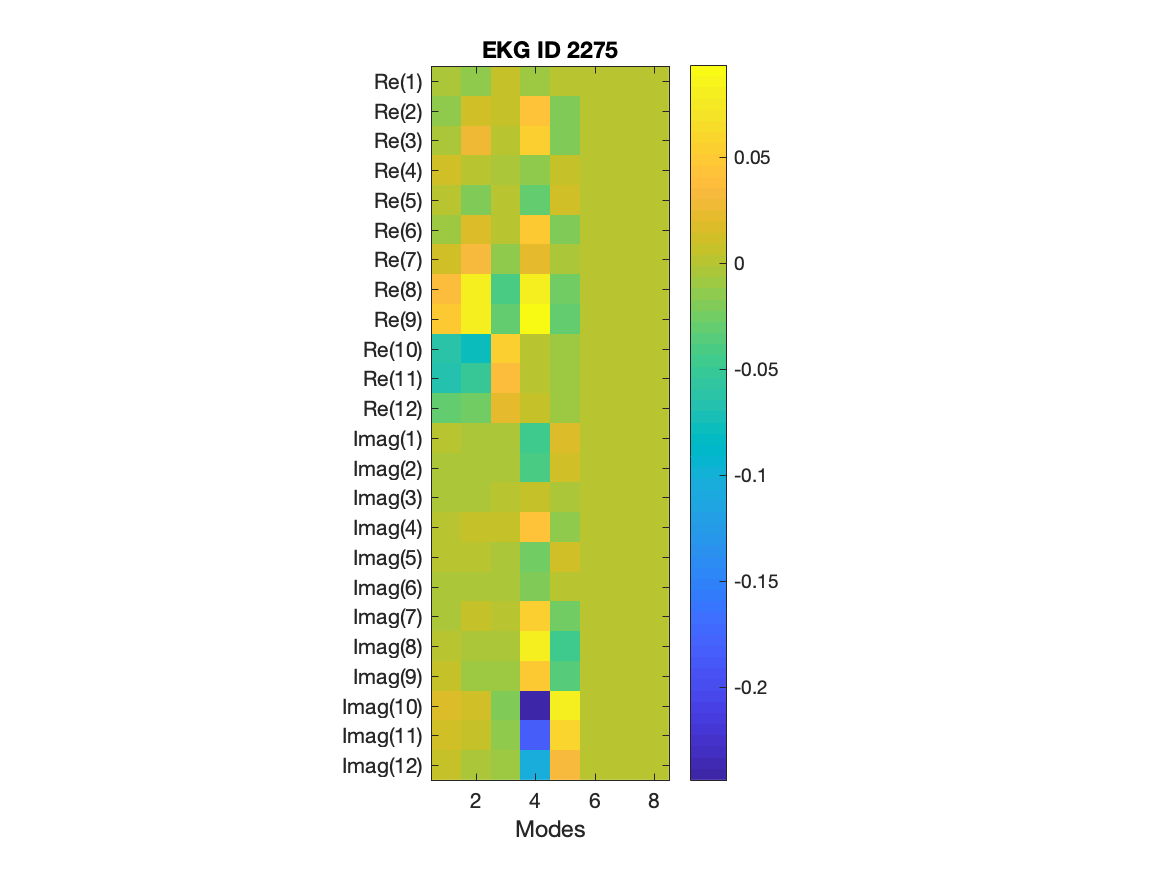 EKG ID 2275
Re(1)
Re(2)
Re(3)
Re(4)
Re(5)
Re(6)
Re(7)
Re(8)
Re(9)
Re(10)
Re(11)
Re(12)
Imag(1)
Imag(2)
Imag(3)
Imag(4)
Imag(5)
Imag(6)
Imag(7)
Imag(8)
Imag(9)
Imag(10)
Imag(11)
Imag(12)
2 4 6 8
Modes
0.05
0
-0.05
-0.1
-0.15
-0.2